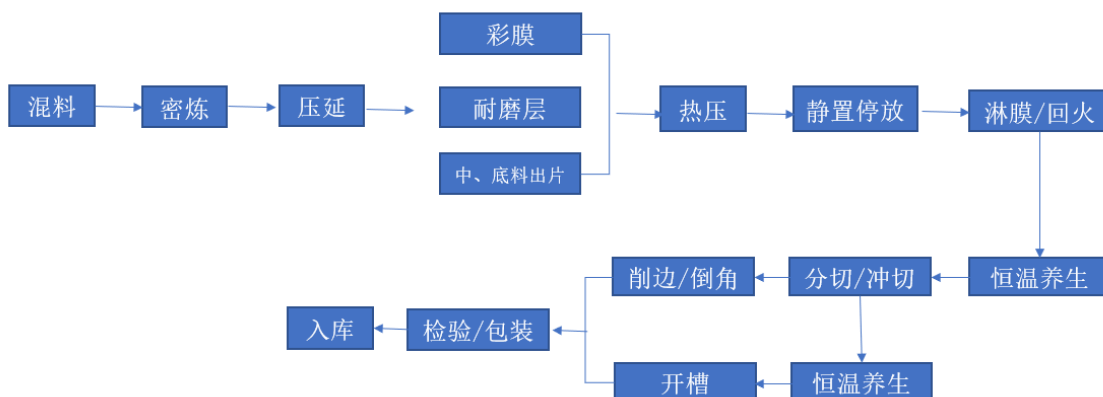 彩膜
混料
密炼
压延
耐磨层
热压
静置停放
淋膜/回火
中、底料出片
削边/倒角
分切/冲切
恒温养生
入库
检验/包装
开槽
恒温养生